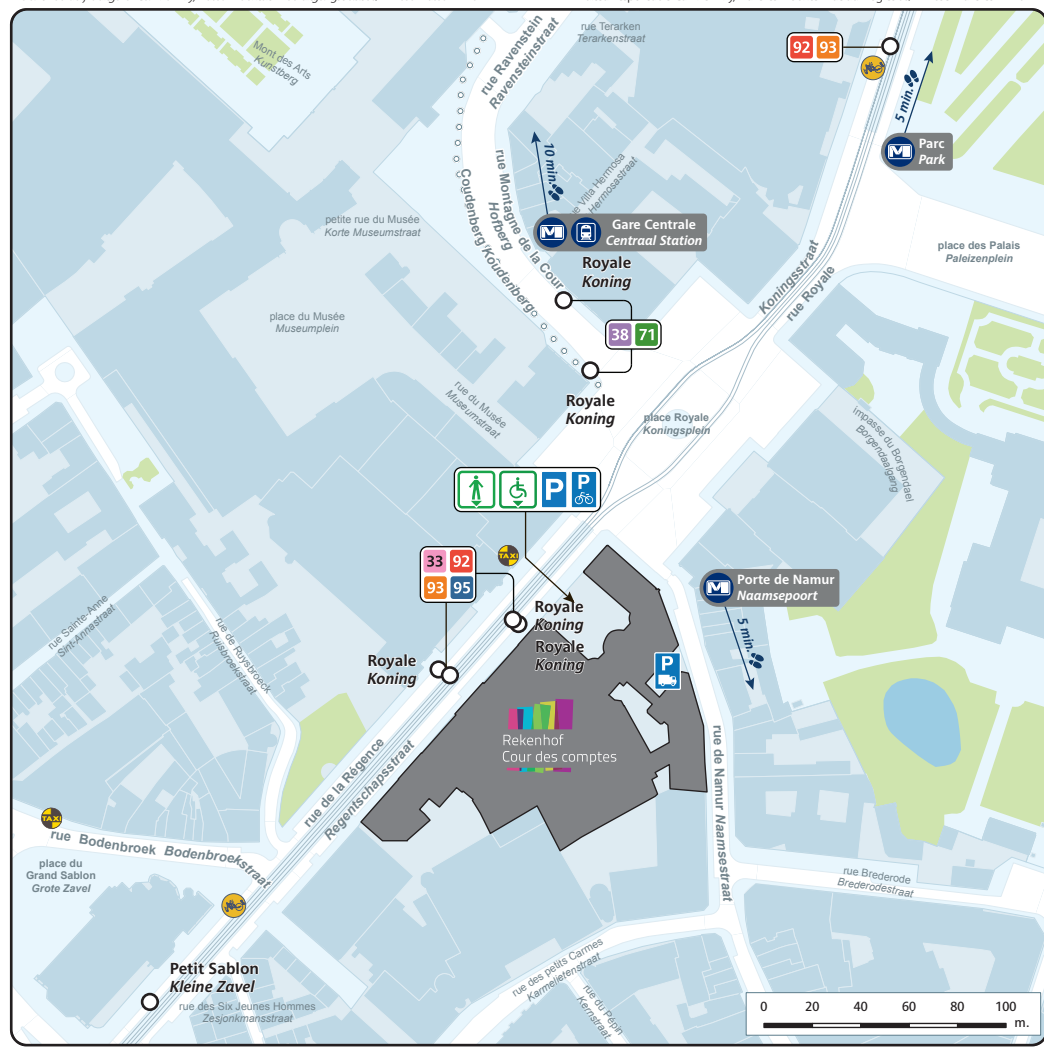 rue Terarken
Terarkenstraat
92 93
Mont des Arts
Kunstberg
rue Ravenstein
Ravensteinstraat
5 min.
Parc
Park
10 min.
Hermosastraat
rue Montagne de la Cour
Hofberg
Coudenberg
Koudenberg
petite rue du Musée
Korte Museumstraat
Gare Centrale
Centraal Station
Royale
Koning
Koningsstraat
rue Royale
place des Palais
Paleizenplein
place du Musée
Museumplein
38 71
rue du Musée
Museumstraat
Royale
Koning
place Royale
Koningsplein
impasse du Borgendael
Borgendaalgang
P P
TAXI
33 92
93 95
Porte de Namur
Naamsepoort
5 min.
Royale
Koning
Royale
Koning
Royale
Koning
P
rue Sainte-Anne
Sint-Annastraat
rue de Ruysbroeck
Ruisbroekstraat
Rekenhof
Cour des comptes
rue de la Régence
Regentschapsstraat
rue de Namur Naamsestraat
TAXI
rue Bodenbroek Bodenbroekstraat
place du
Grand Sablon
Grote Zavel
rue Brederode
Brederodestraat
Petit Sablon
Kleine Zavel
rue des Six Jeunes Hommes
Zesjonkmansstraat
rue des petits Carmes
Karmelietenstraat
rue du Pépin
Kernstraat
0 20 40 60 80 100
m.